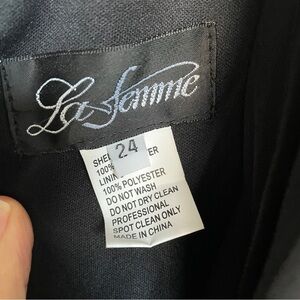 La Femme
24
100%
100% POLYESTER
DO NOT WASH
DO NOT DRY CLEAN
PROFESSIONAL
SPOT CLEAN ONLY
MADE IN CHINA